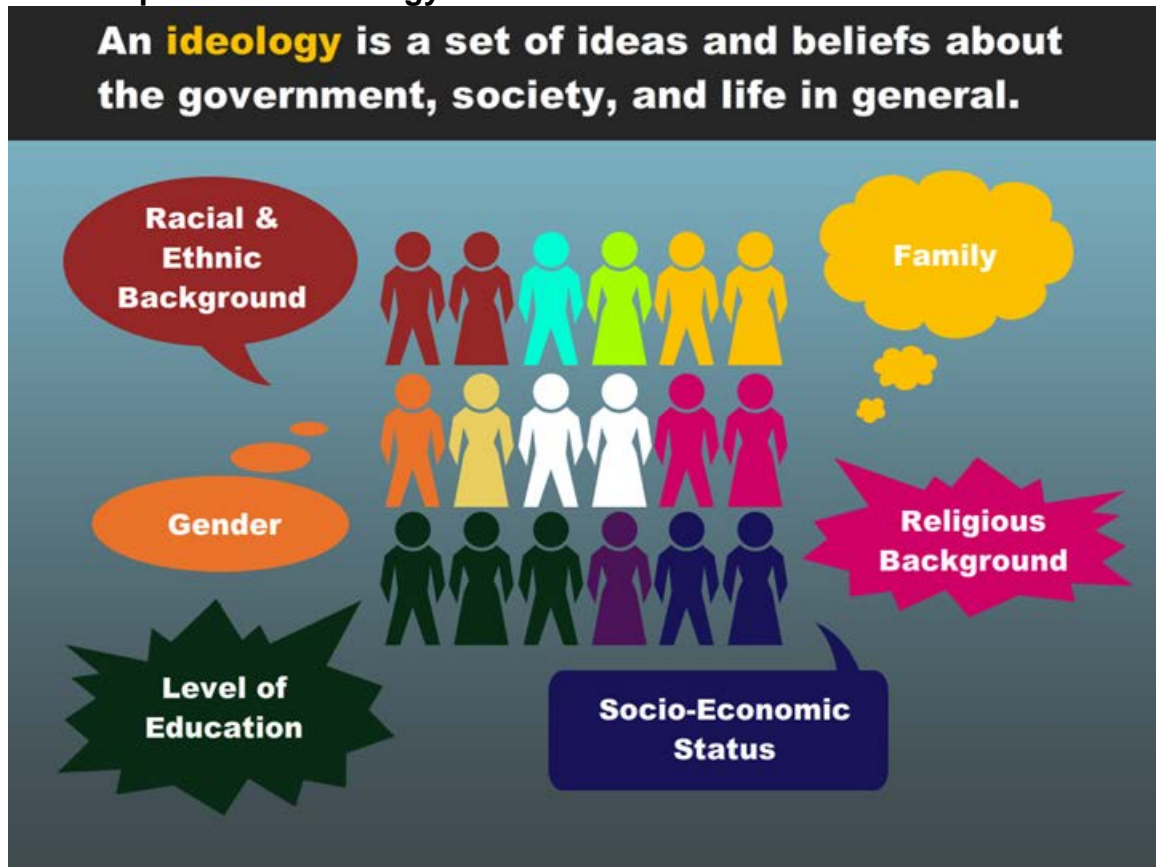 An ideology is a set of ideas and beliefs about
the government, society, and life in general.
Racial &
Ethnic
Background
Family
Gender
Religious
Background
Level of
Education
Socio-Economic
Status